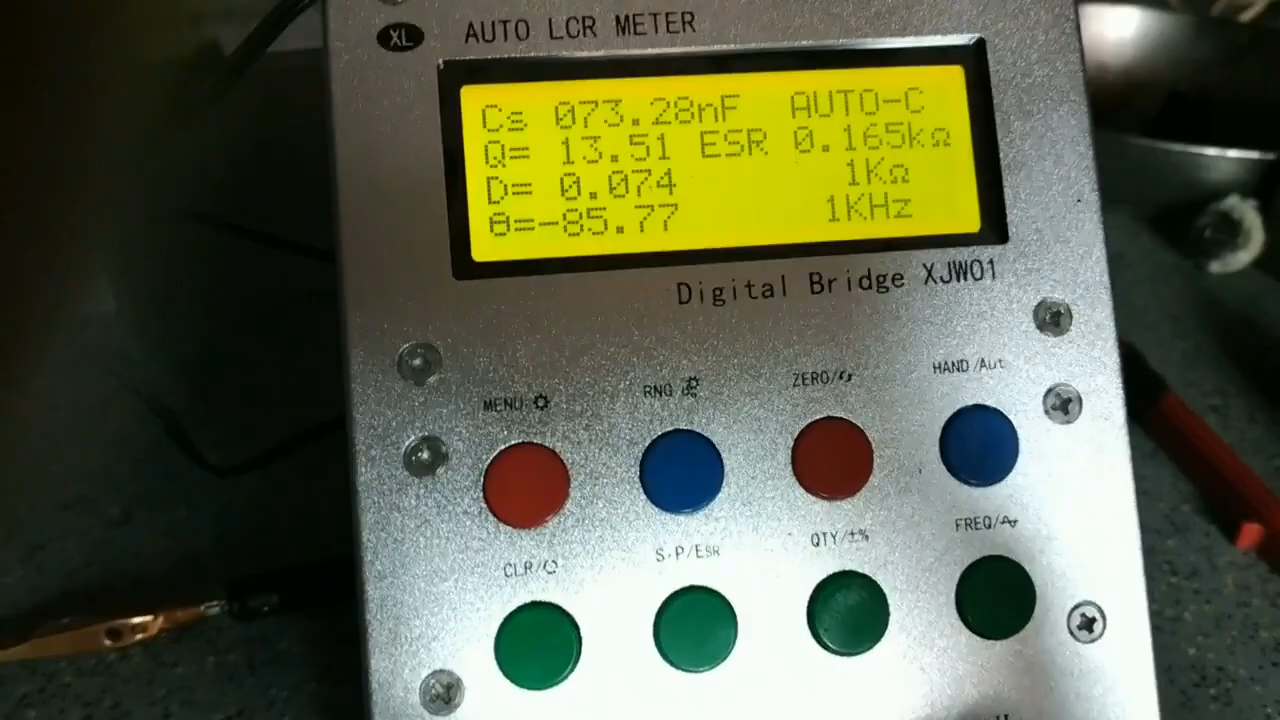 XL AUTO LCR METER
Cs 073.28nF AUTO-C
Q= 13.51 ESR 0.165kΩ
D= 0.074 1KΩ
θ=-85.77 1KHz
Digital Bridge XJW01
MENU RNG ZERO/ HAND/Aut
CLR/ S·P/ESR QTY/±% FREQ/